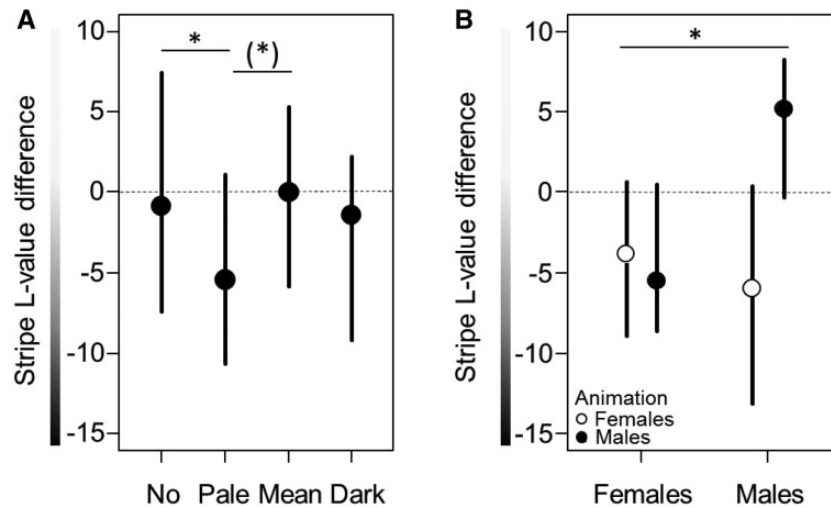 A
Stripe L-value difference
10
5
0
-5
-10
-15
*
(*)
No Pale Mean Dark
B
Stripe L-value difference
10
5
0
-5
-10
-15
*
Animation
Females
Males
Females Males